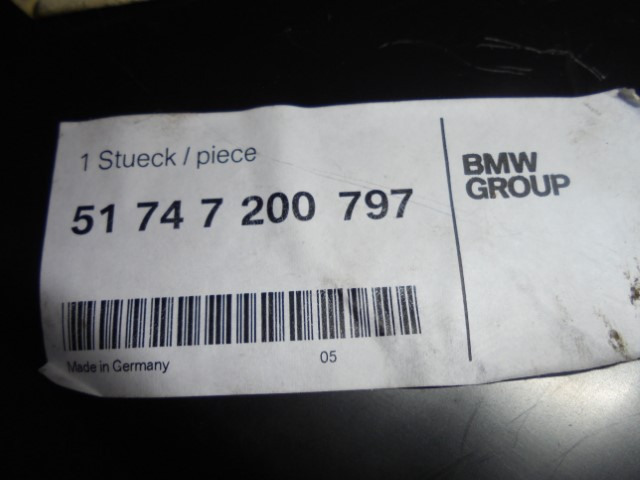 1 Stueck / piece
51 74 7 200 797
BMW
GROUP
Made in Germany
05